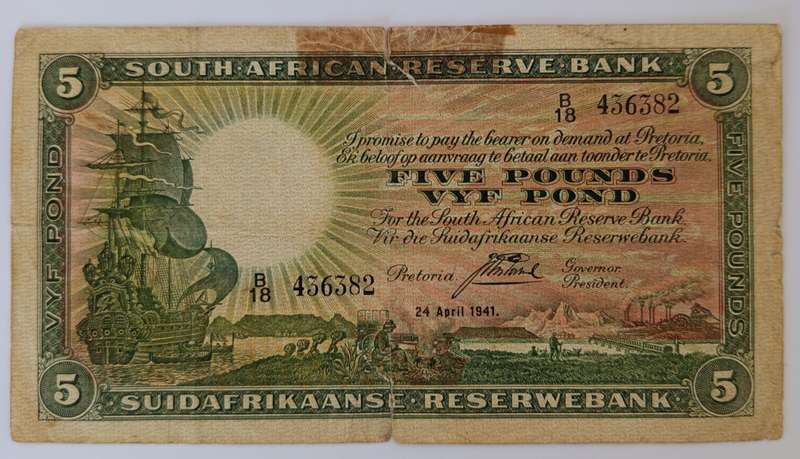 5 SOUTH·AFRICAN·RESERVE·BANK· 5
B/18 436382
I promise to pay the bearer on demand at Pretoria,
Ek beloof op aanvraag te betaal aan toonder te Pretoria,
FIVE POUNDS
VYF POND
For the South African Reserve Bank.
Vir die Suidafrikaanse Reserwebank.
Pretoria. Governor.
President.
B/18 436382
24 April 1941.
VYF POND
FIVE POUNDS
5 SUIDAFRIKAANSE·RESERWEBANK· 5